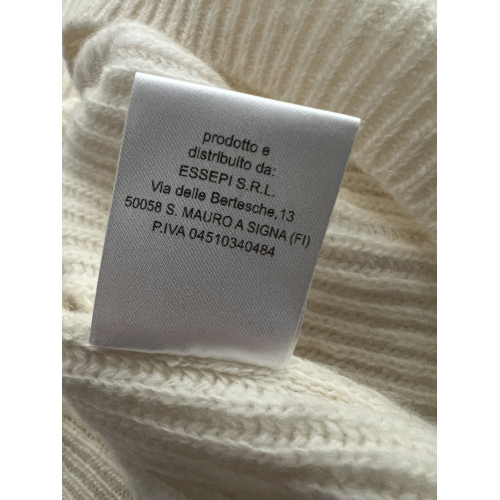 prodotto e
distribuito da:
ESSEPI S.R.L.
Via delle Bertesche,13
50058 S. MAURO A SIGNA (FI)
P.IVA 04510340484